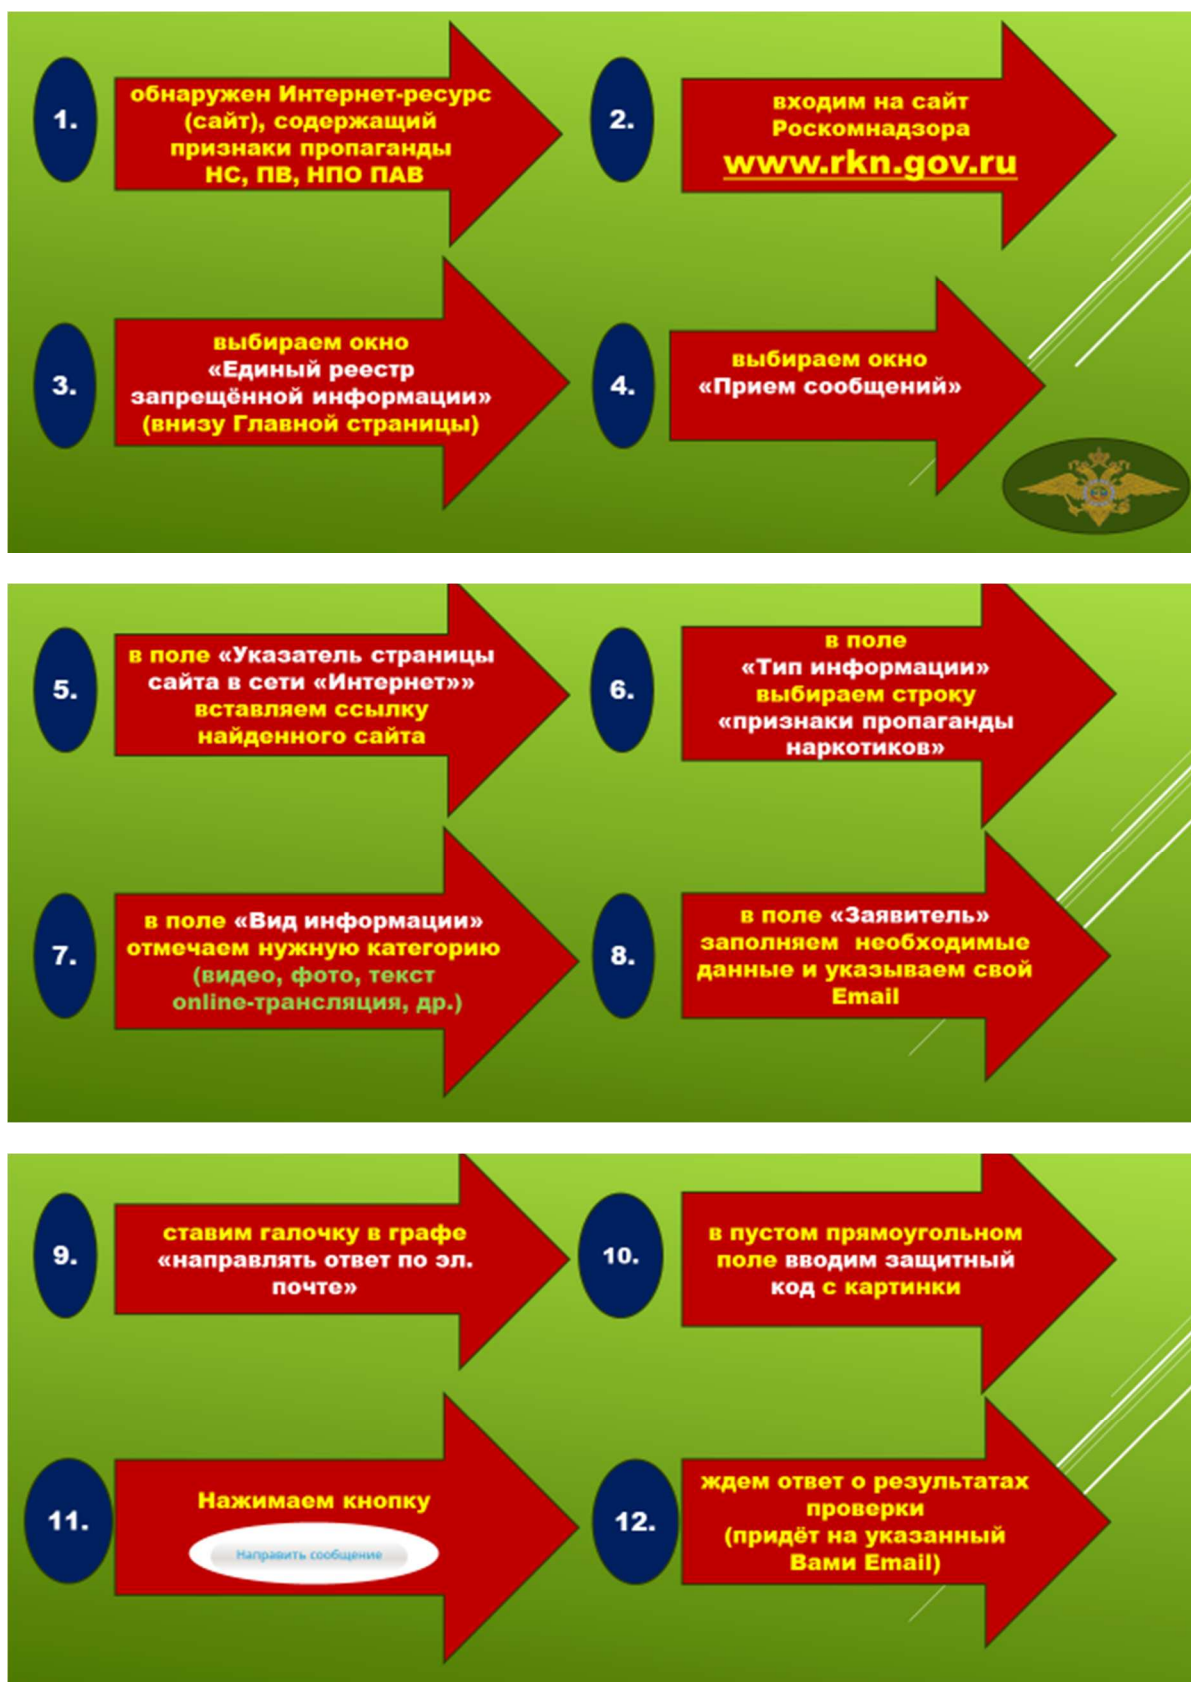 1.
обнаружен Интернет-ресурс
(сайт), содержащий
признаки пропаганды
НС, ПВ, НПО ПАВ
2.
входим на сайт
Роскомнадзора
www.rkn.gov.ru
3.
выбираем окно
«Единый реестр
запрещённой информации»
(внизу Главной страницы)
4.
выбираем окно
«Прием сообщений»
5.
в поле «Указатель страницы
сайта в сети «Интернет»»
вставляем ссылку
найденного сайта
6.
в поле
«Тип информации»
выбираем строку
«признаки пропаганды
наркотиков»
7.
в поле «Вид информации»
отмечаем нужную категорию
(видео, фото, текст
online-трансляция, др.)
8.
в поле «Заявитель»
заполняем необходимые
данные и указываем свой
Email
9.
ставим галочку в графе
«направлять ответ по эл.
почте»
10.
в пустом прямоугольном
поле вводим защитный
код с картинки
11.
Нажимаем кнопку
Направить сообщение
12.
ждем ответ о результатах
проверки
(придёт на указанный
Вами Email)